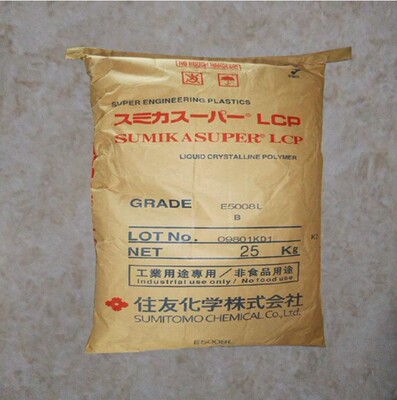 SUPER ENGINEERING PLASTICS
スミカスーパー® LCP
SUMIKASUPER® LCP
LIQUID CRYSTALLINE POLYMER
GRADE E5008L
B
LOT No. O9801KD1
NET 25 Kg
工業用途専用/非食品用途
Industrial use only / No food use
住友化学株式会社
SUMITOMO CHEMICAL Co., Ltd.
E5008L